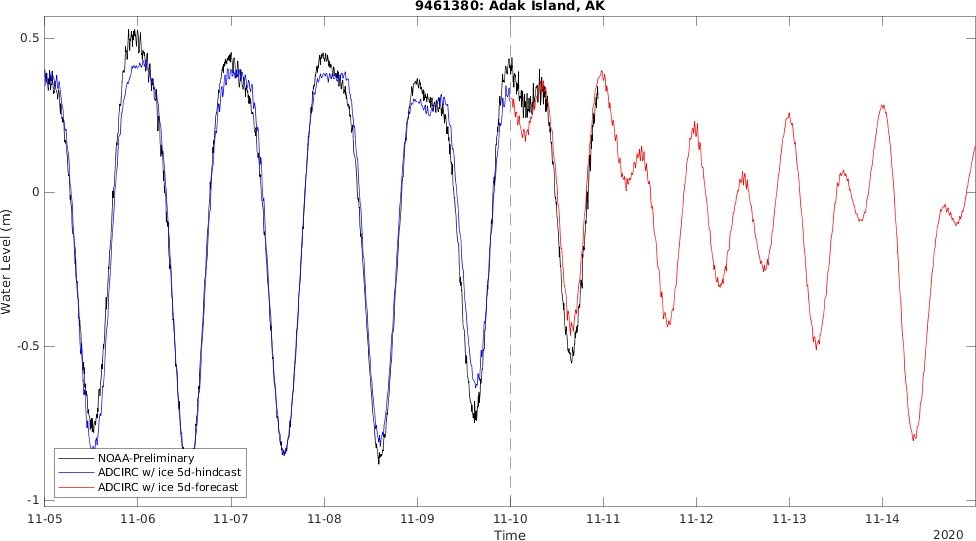 9461380: Adak Island, AK
Water Level (m)
0.5
0
-0.5
-1
NOAA-Preliminary
ADCIRC w/ ice 5d-hindcast
ADCIRC w/ ice 5d-forecast
11-05 11-06 11-07 11-08 11-09 11-10 11-11 11-12 11-13 11-14
Time
2020